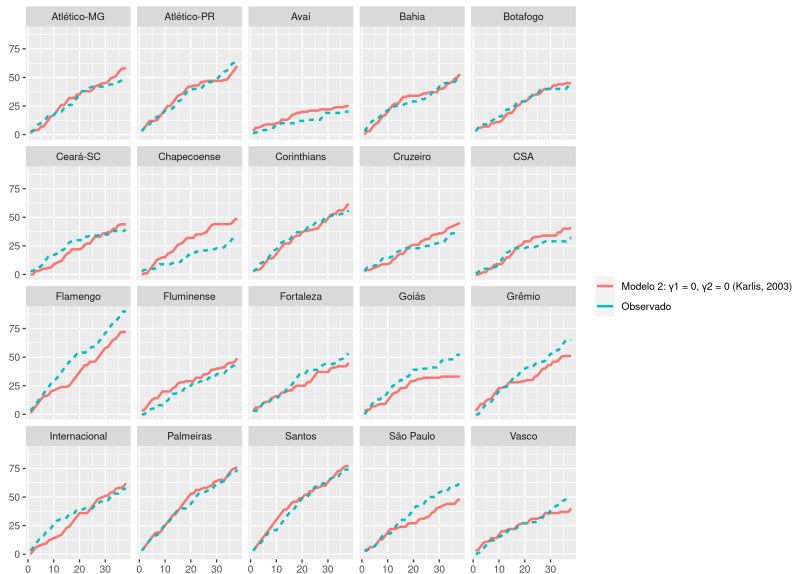 Atlético-MG Atlético-PR Avaí Bahia Botafogo
75
50
25
0
Ceará-SC Chapecoense Corinthians Cruzeiro CSA
75
50
25
0
Flamengo Fluminense Fortaleza Goiás Grêmio
75
50
25
0
Internacional Palmeiras Santos São Paulo Vasco
75
50
25
0
0 10 20 30 0 10 20 30 0 10 20 30 0 10 20 30 0 10 20 30
Modelo 2: γ1 = 0, γ2 = 0 (Karlis, 2003)
Observado